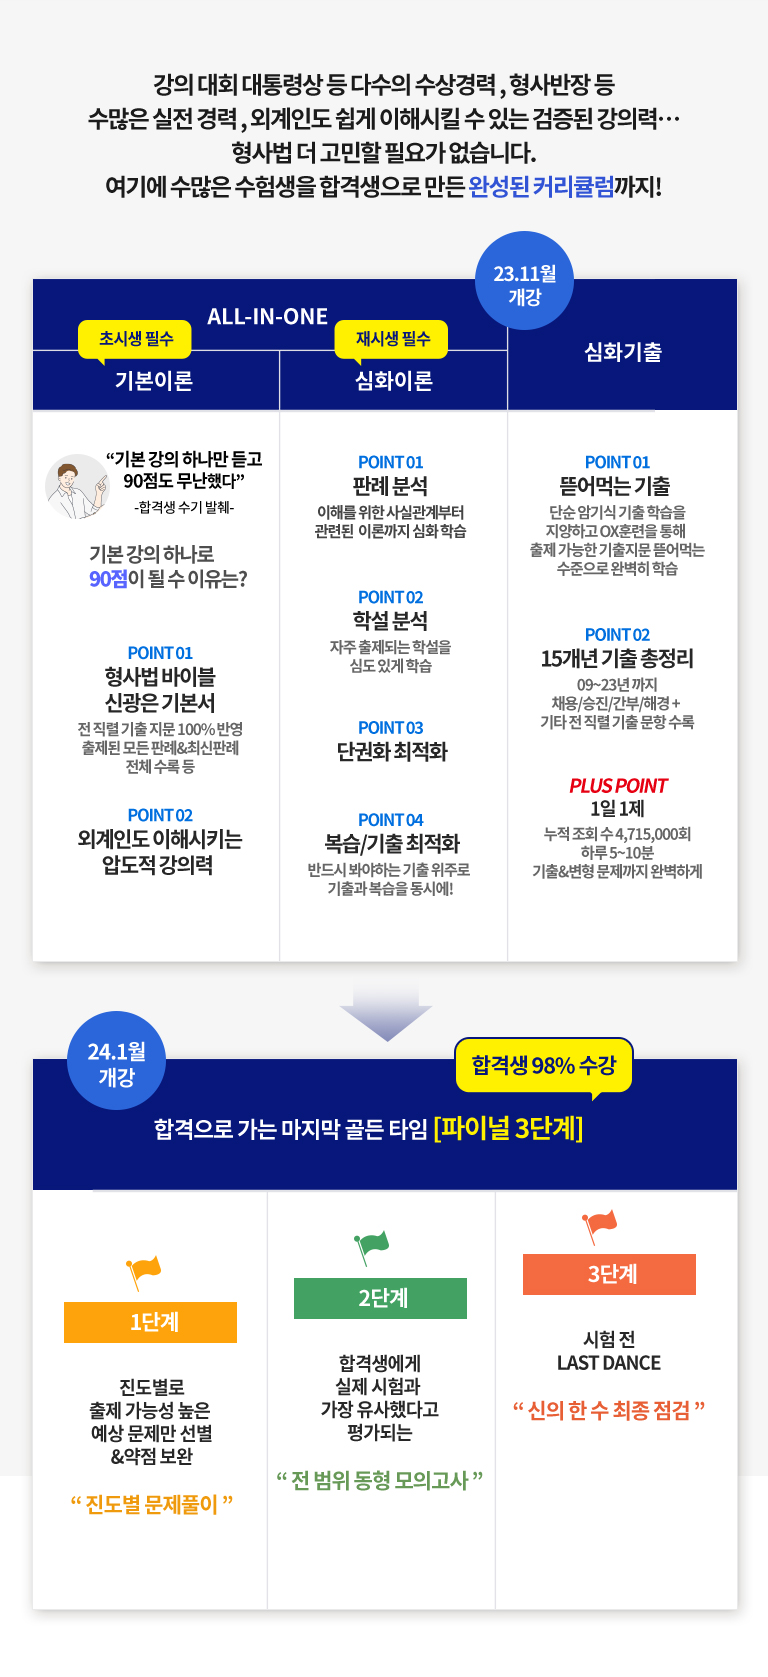 강의 대회 대통령상 등 다수의 수상경력 , 형사반장 등
수많은 실전 경력 , 외계인도 쉽게 이해시킬 수 있는 검증된 강의력…
형사법 더 고민할 필요가 없습니다.
여기에 수많은 수험생을 합격생으로 만든 완성된 커리큘럼까지!
23.11월
개강
ALL-IN-ONE
초시생 필수
재시생 필수
기본이론
심화이론
심화기출
“기본 강의 하나만 듣고
90점도 무난했다”
-합격생 수기 발췌-
기본 강의 하나로
90점이 될 수 이유는?
POINT 01
형사법 바이블
신광은 기본서
전 직렬 기출 지문 100% 반영
출제된 모든 판례&최신판례
전체 수록 등
POINT 02
외계인도 이해시키는
압도적 강의력
POINT 01
판례 분석
이해를 위한 사실관계부터
관련된 이론까지 심화 학습
POINT 02
학설 분석
자주 출제되는 학설을
심도 있게 학습
POINT 03
단권화 최적화
POINT 04
복습/기출 최적화
반드시 봐야하는 기출 위주로
기출과 복습을 동시에!
POINT 01
뜯어먹는 기출
단순 암기식 기출 학습을
지양하고 OX훈련을 통해
출제 가능한 기출지문 뜯어먹는
수준으로 완벽히 학습
POINT 02
15개년 기출 총정리
09~23년 까지
채용/승진/간부/해경 +
기타 전 직렬 기출 문항 수록
PLUS POINT
1일 1제
누적 조회 수 4,715,000회
하루 5~10분
기출&변형 문제까지 완벽하게
24.1월
개강
합격생 98% 수강
합격으로 가는 마지막 골든 타임 [파이널 3단계]
1단계
진도별로
출제 가능성 높은
예상 문제만 선별
&약점 보완
“ 진도별 문제풀이 ”
2단계
합격생에게
실제 시험과
가장 유사했다고
평가되는
“ 전 범위 동형 모의고사 ”
3단계
시험 전
LAST DANCE
“ 신의 한 수 최종 점검 ”